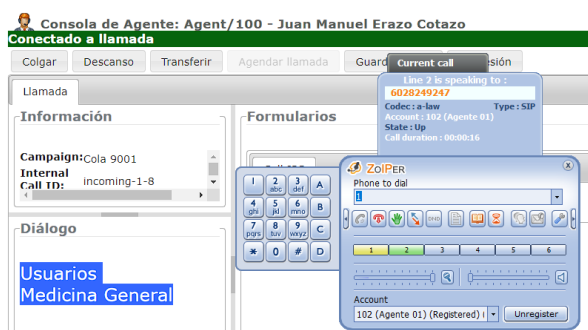 Consola de Agente: Agent/100 - Juan Manuel Erazo Cotazo
Conectado a llamada
Colgar
Descanso
Transferir
Agendar llamada
Guard
sión
Llamada
Información
Campaign:Cola 9001
Internal
Call ID:
incoming-1-8
Diálogo
Usuarios
Medicina General
Formularios
Current call
Line 2 is speaking to :
6028249247
Codec : a-law
Type : SIP
Account : 102 (Agente 01)
State : Up
Call duration : 00:00:16
1
2 abc
3 def
A
4 ghi
5 jkl
6 mno
B
7 pqrs
8 tuv
9 wxyz
C
*
0
#
D
ZOIPER
Phone to dial
1
DND
1
2
3
4
5
6
Account
102 (Agente 01) (Registered) (
Unregister